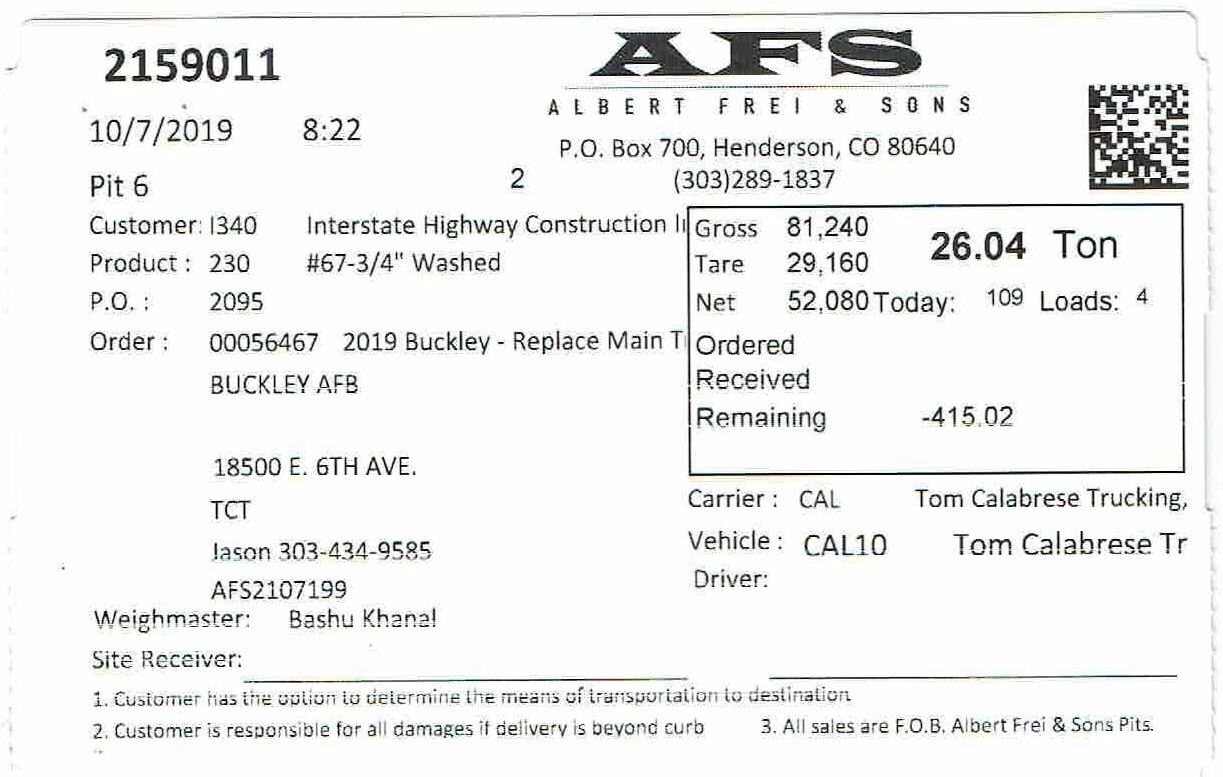 2159011
AFS
ALBERT FREI & SONS
10/7/2019 8:22
P.O. Box 700, Henderson, CO 80640
Pit 6 2 (303)289-1837
Customer: I340 Interstate Highway Construction I
Product : 230 #67-3/4" Washed
P.O. : 2095
Order : 00056467 2019 Buckley - Replace Main T
BUCKLEY AFB
18500 E. 6TH AVE.
TCT
Jason 303-434-9585
AFS2107199
Gross 81,240 26.04 Ton
Tare 29,160
Net 52,080 Today: 109 Loads: 4
Ordered
Received
Remaining -415.02
Carrier : CAL Tom Calabrese Trucking,
Vehicle : CAL10 Tom Calabrese Tr
Driver:
Weighmaster: Bashu Khanal
Site Receiver:
1. Customer has the option to determine the means of transportation to destination
2. Customer is responsible for all damages if delivery is beyond curb 3. All sales are F.O.B. Albert Frei & Sons Pits.